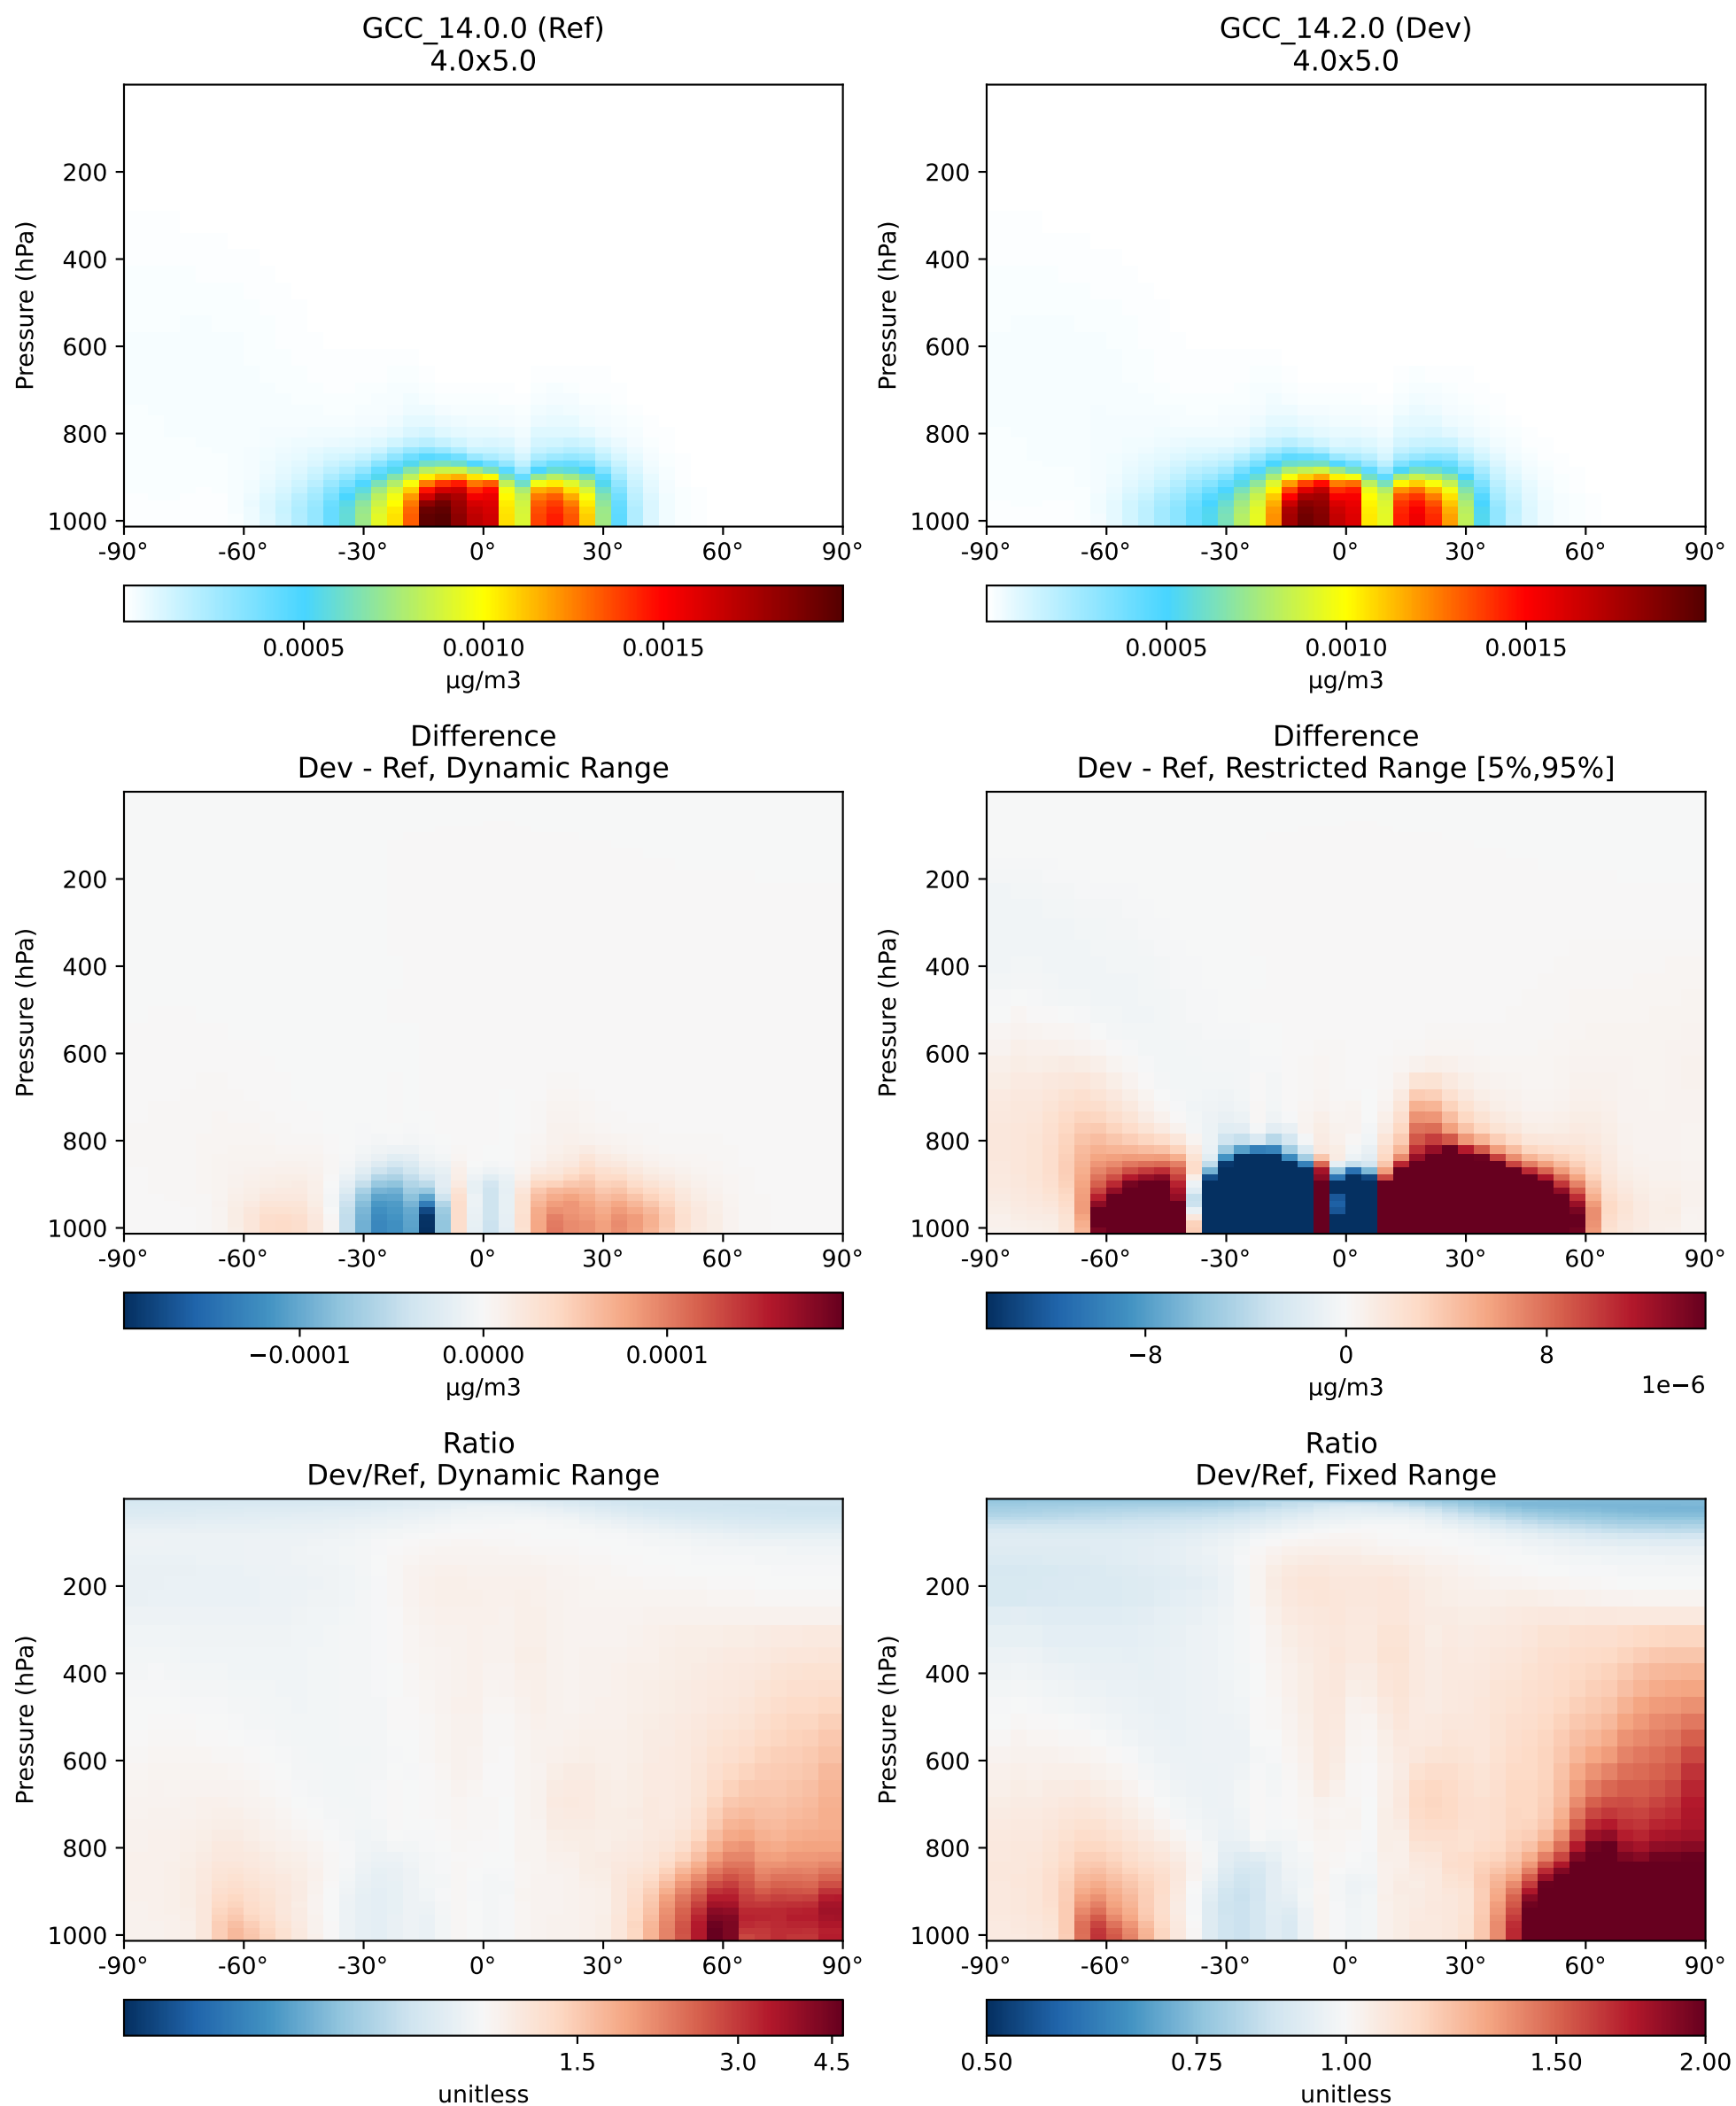 GCC_14.0.0 (Ref)
4.0x5.0
GCC_14.2.0 (Dev)
4.0x5.0
Pressure (hPa)
200
400
600
800
1000
-90° -60° -30° 0° 30° 60° 90°
0.0005 0.0010 0.0015
µg/m3
Pressure (hPa)
200
400
600
800
1000
-90° -60° -30° 0° 30° 60° 90°
0.0005 0.0010 0.0015
µg/m3
Difference
Dev - Ref, Dynamic Range
Pressure (hPa)
200
400
600
800
1000
-90° -60° -30° 0° 30° 60° 90°
−0.0001 0.0000 0.0001
µg/m3
Difference
Dev - Ref, Restricted Range [5%,95%]
Pressure (hPa)
200
400
600
800
1000
-90° -60° -30° 0° 30° 60° 90°
−8 0 8
µg/m3
1e−6
Ratio
Dev/Ref, Dynamic Range
Pressure (hPa)
200
400
600
800
1000
-90° -60° -30° 0° 30° 60° 90°
1.5 3.0 4.5
unitless
Ratio
Dev/Ref, Fixed Range
Pressure (hPa)
200
400
600
800
1000
-90° -60° -30° 0° 30° 60° 90°
0.50 0.75 1.00 1.50 2.00
unitless